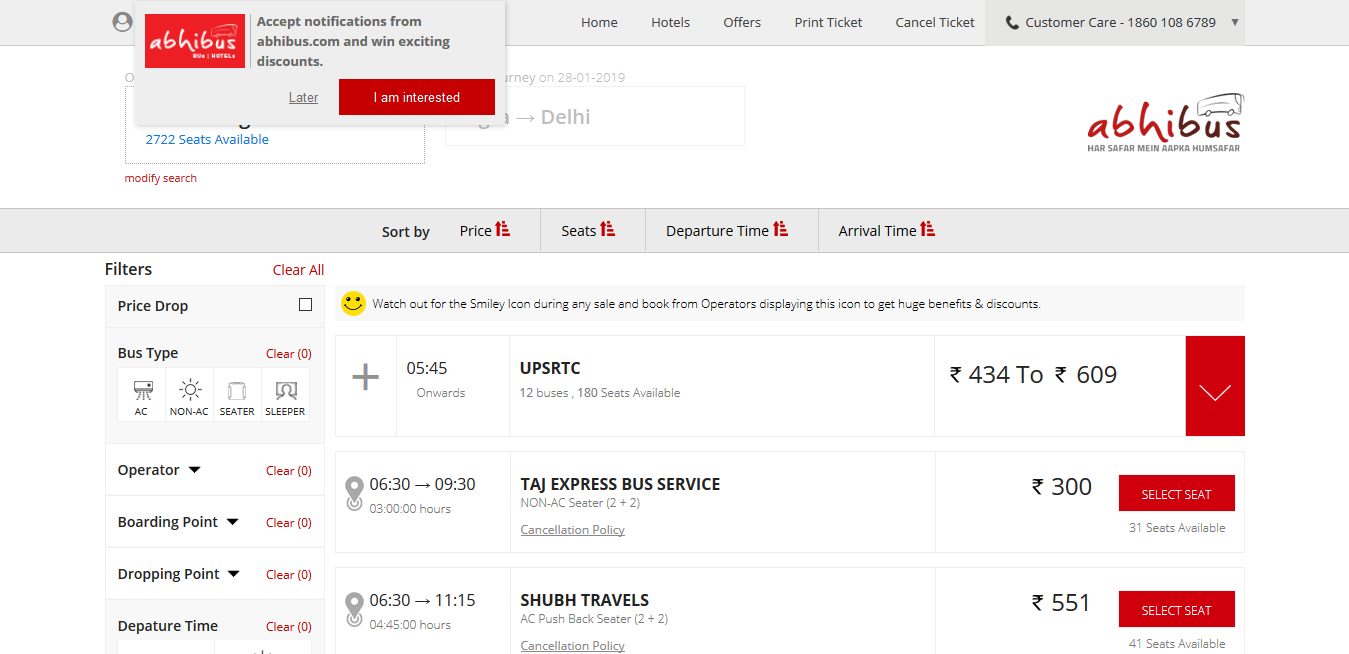 Accept notifications from
abhibus.com and win exciting
discounts.
abhibus
BUS | HOTELS
Later
I am interested
Home
Hotels
Offers
Print Ticket
Cancel Ticket
Customer Care - 1860 108 6789
on 28-01-2019
→ Delhi
2722 Seats Available
modify search
abhibus
HAR SAFAR MEIN AAPKA HUMSAFAR
Sort by
Price
Seats
Departure Time
Arrival Time
Filters
Clear All
Price Drop
Bus Type
Clear (0)
AC
NON-AC
SEATER
SLEEPER
Operator
Clear (0)
Boarding Point
Clear (0)
Dropping Point
Clear (0)
Depature Time
Clear (0)
Watch out for the Smiley Icon during any sale and book from Operators displaying this icon to get huge benefits & discounts.
05:45
Onwards
UPSRTC
12 buses , 180 Seats Available
₹ 434 To ₹ 609
06:30 → 09:30
03:00:00 hours
TAJ EXPRESS BUS SERVICE
NON-AC Seater (2 + 2)
Cancellation Policy
₹ 300
SELECT SEAT
31 Seats Available
06:30 → 11:15
04:45:00 hours
SHUBH TRAVELS
AC Push Back Seater (2 + 2)
Cancellation Policy
₹ 551
SELECT SEAT
41 Seats Available